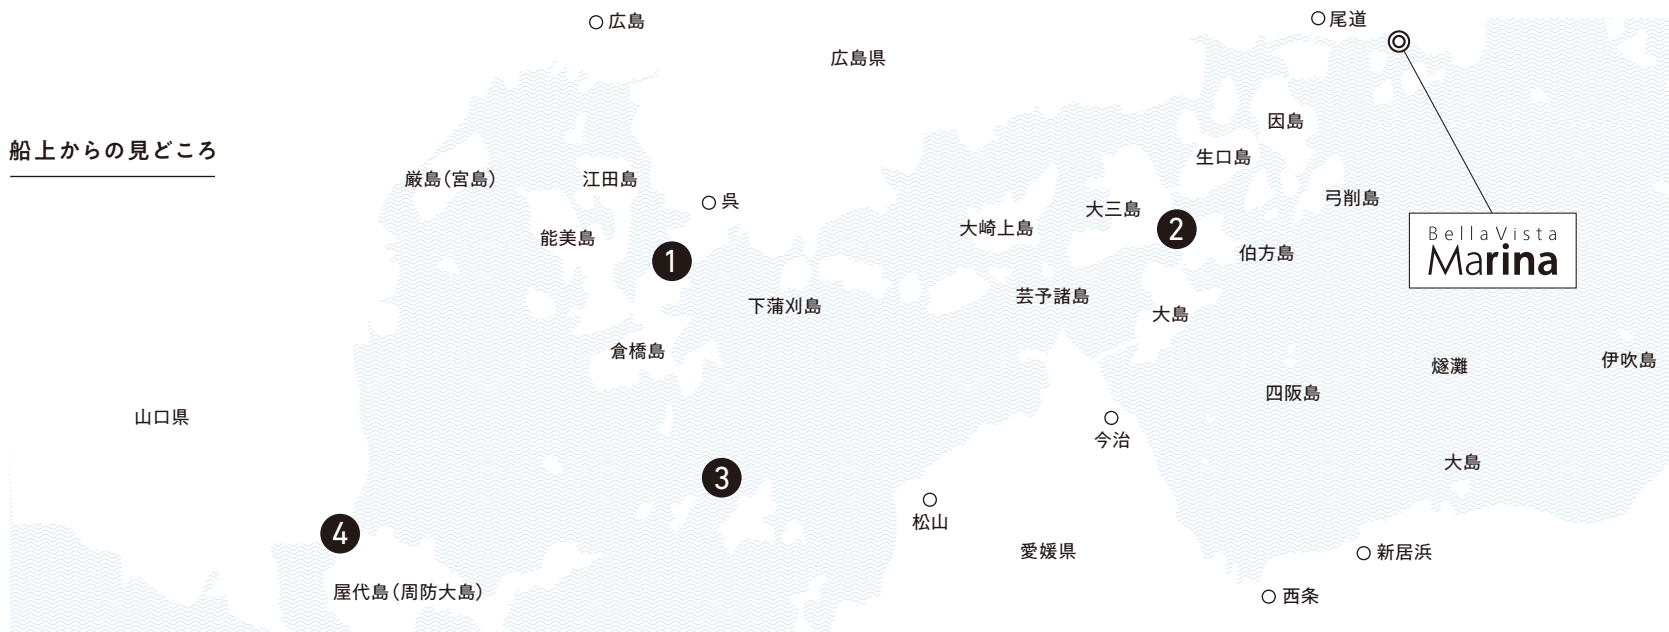 船上からの見どころ
広島
広島県
尾道
因島
生口島
弓削島
厳島（宮島）
江田島
呉
能美島
大崎上島
大三島
伯方島
BellaVista
Marina
1
2
下蒲刈島
芸予諸島
大島
倉橋島
四阪島
燧灘
伊吹島
山口県
今治
大島
3
松山
愛媛県
4
新居浜
屋代島（周防大島）
西条